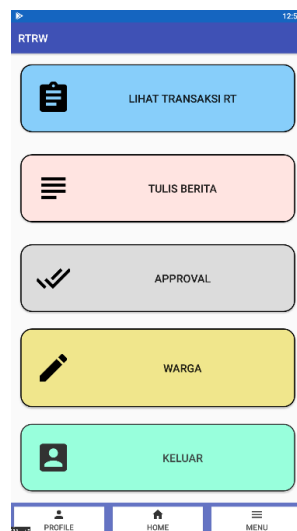 12:5
RTRW
LIHAT TRANSAKSI RT
TULIS BERITA
APPROVAL
WARGA
KELUAR
PROFILE
HOME
MENU